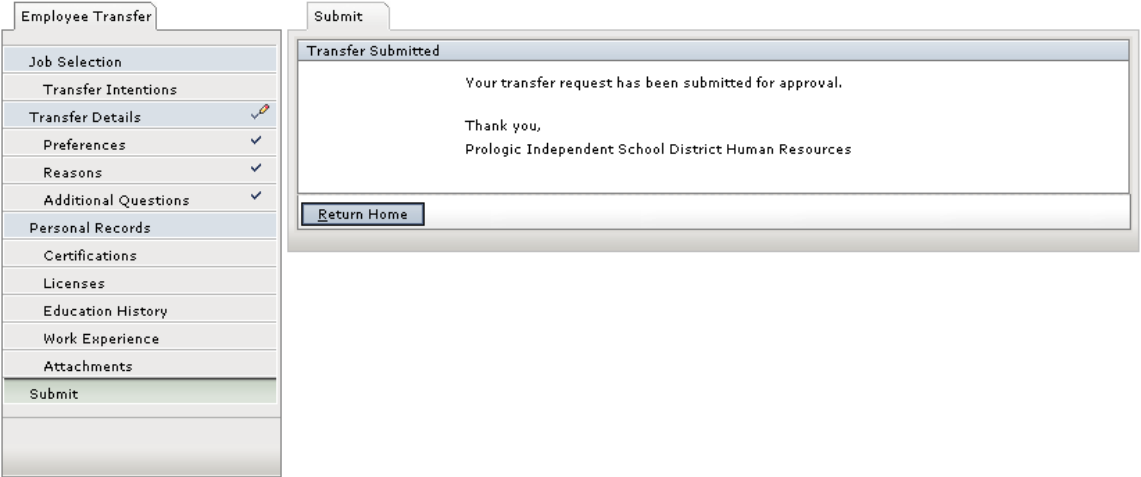 Employee Transfer
Job Selection
Transfer Intentions
Transfer Details
Preferences
Reasons
Additional Questions
Personal Records
Certifications
Licenses
Education History
Work Experience
Attachments
Submit
Submit
Transfer Submitted
Your transfer request has been submitted for approval.
Thank you,
Prologic Independent School District Human Resources
Return Home